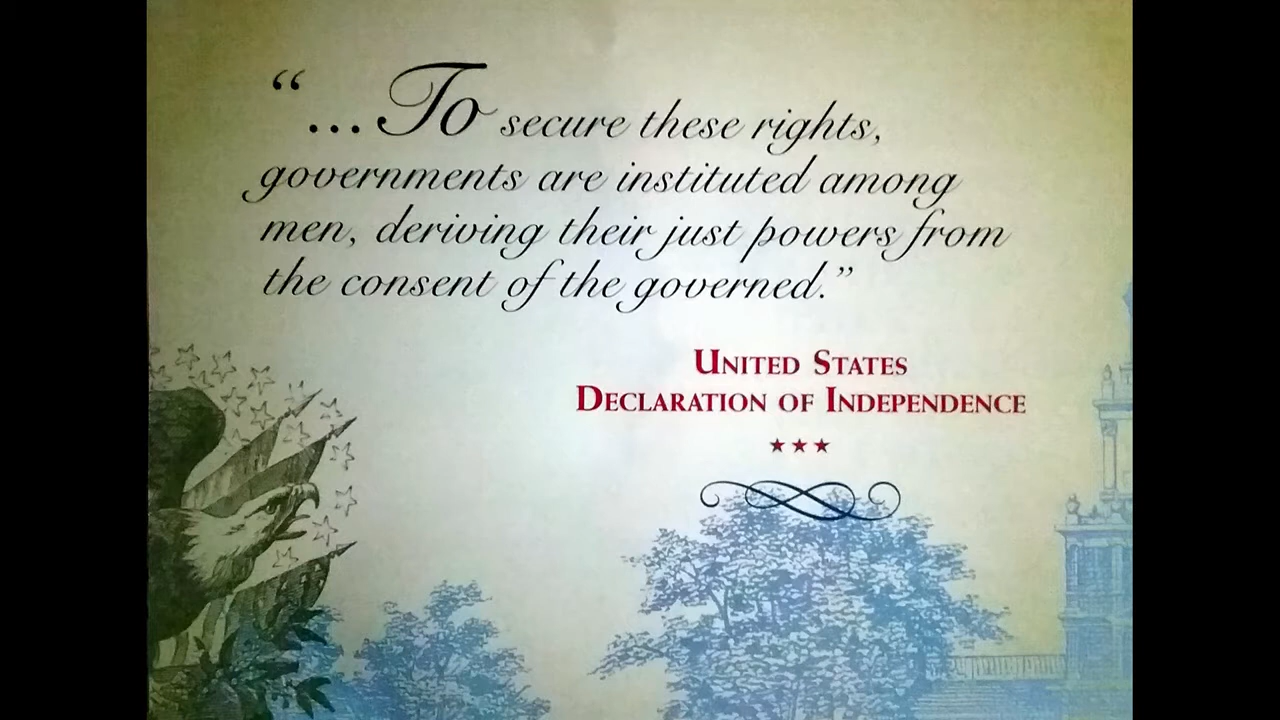 “...To secure these rights,
governments are instituted among
men, deriving their just powers from
the consent of the governed.”
UNITED STATES
DECLARATION OF INDEPENDENCE